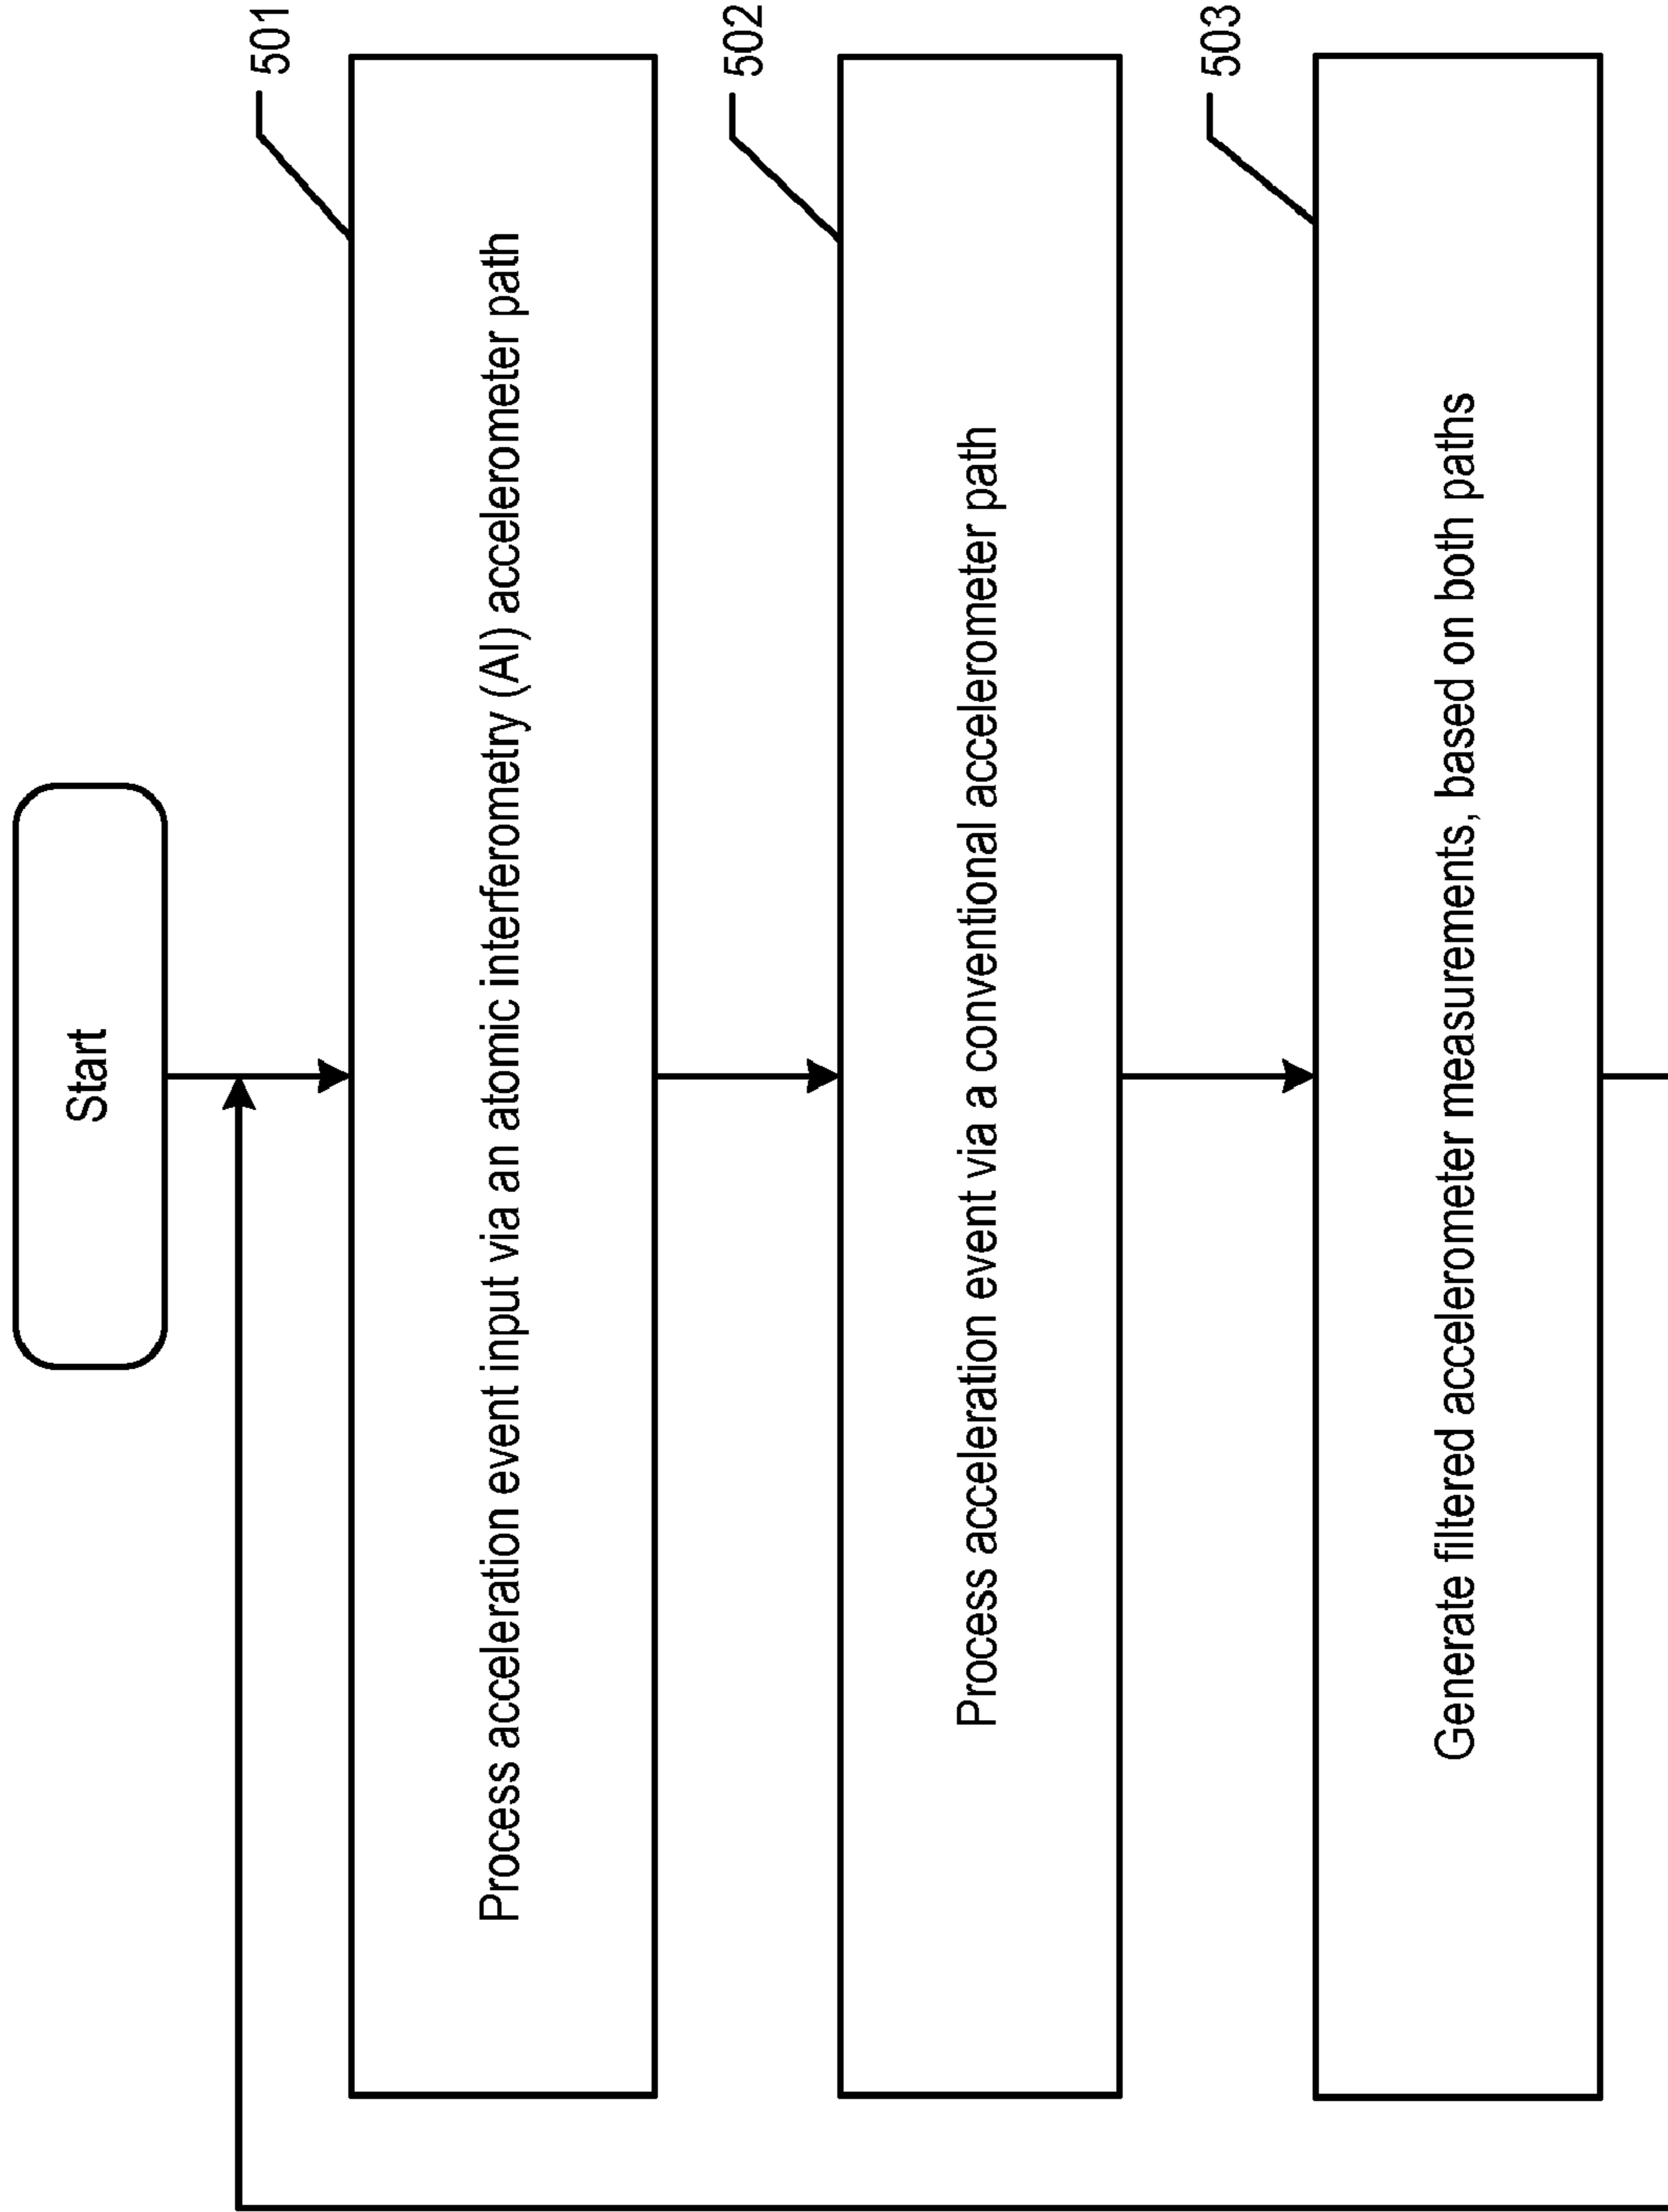 Start
501
Process acceleration event input via an atomic interferometry (AI) accelerometer path
502
Process acceleration event via a conventional accelerometer path
503
Generate filtered accelerometer measurements, based on both paths